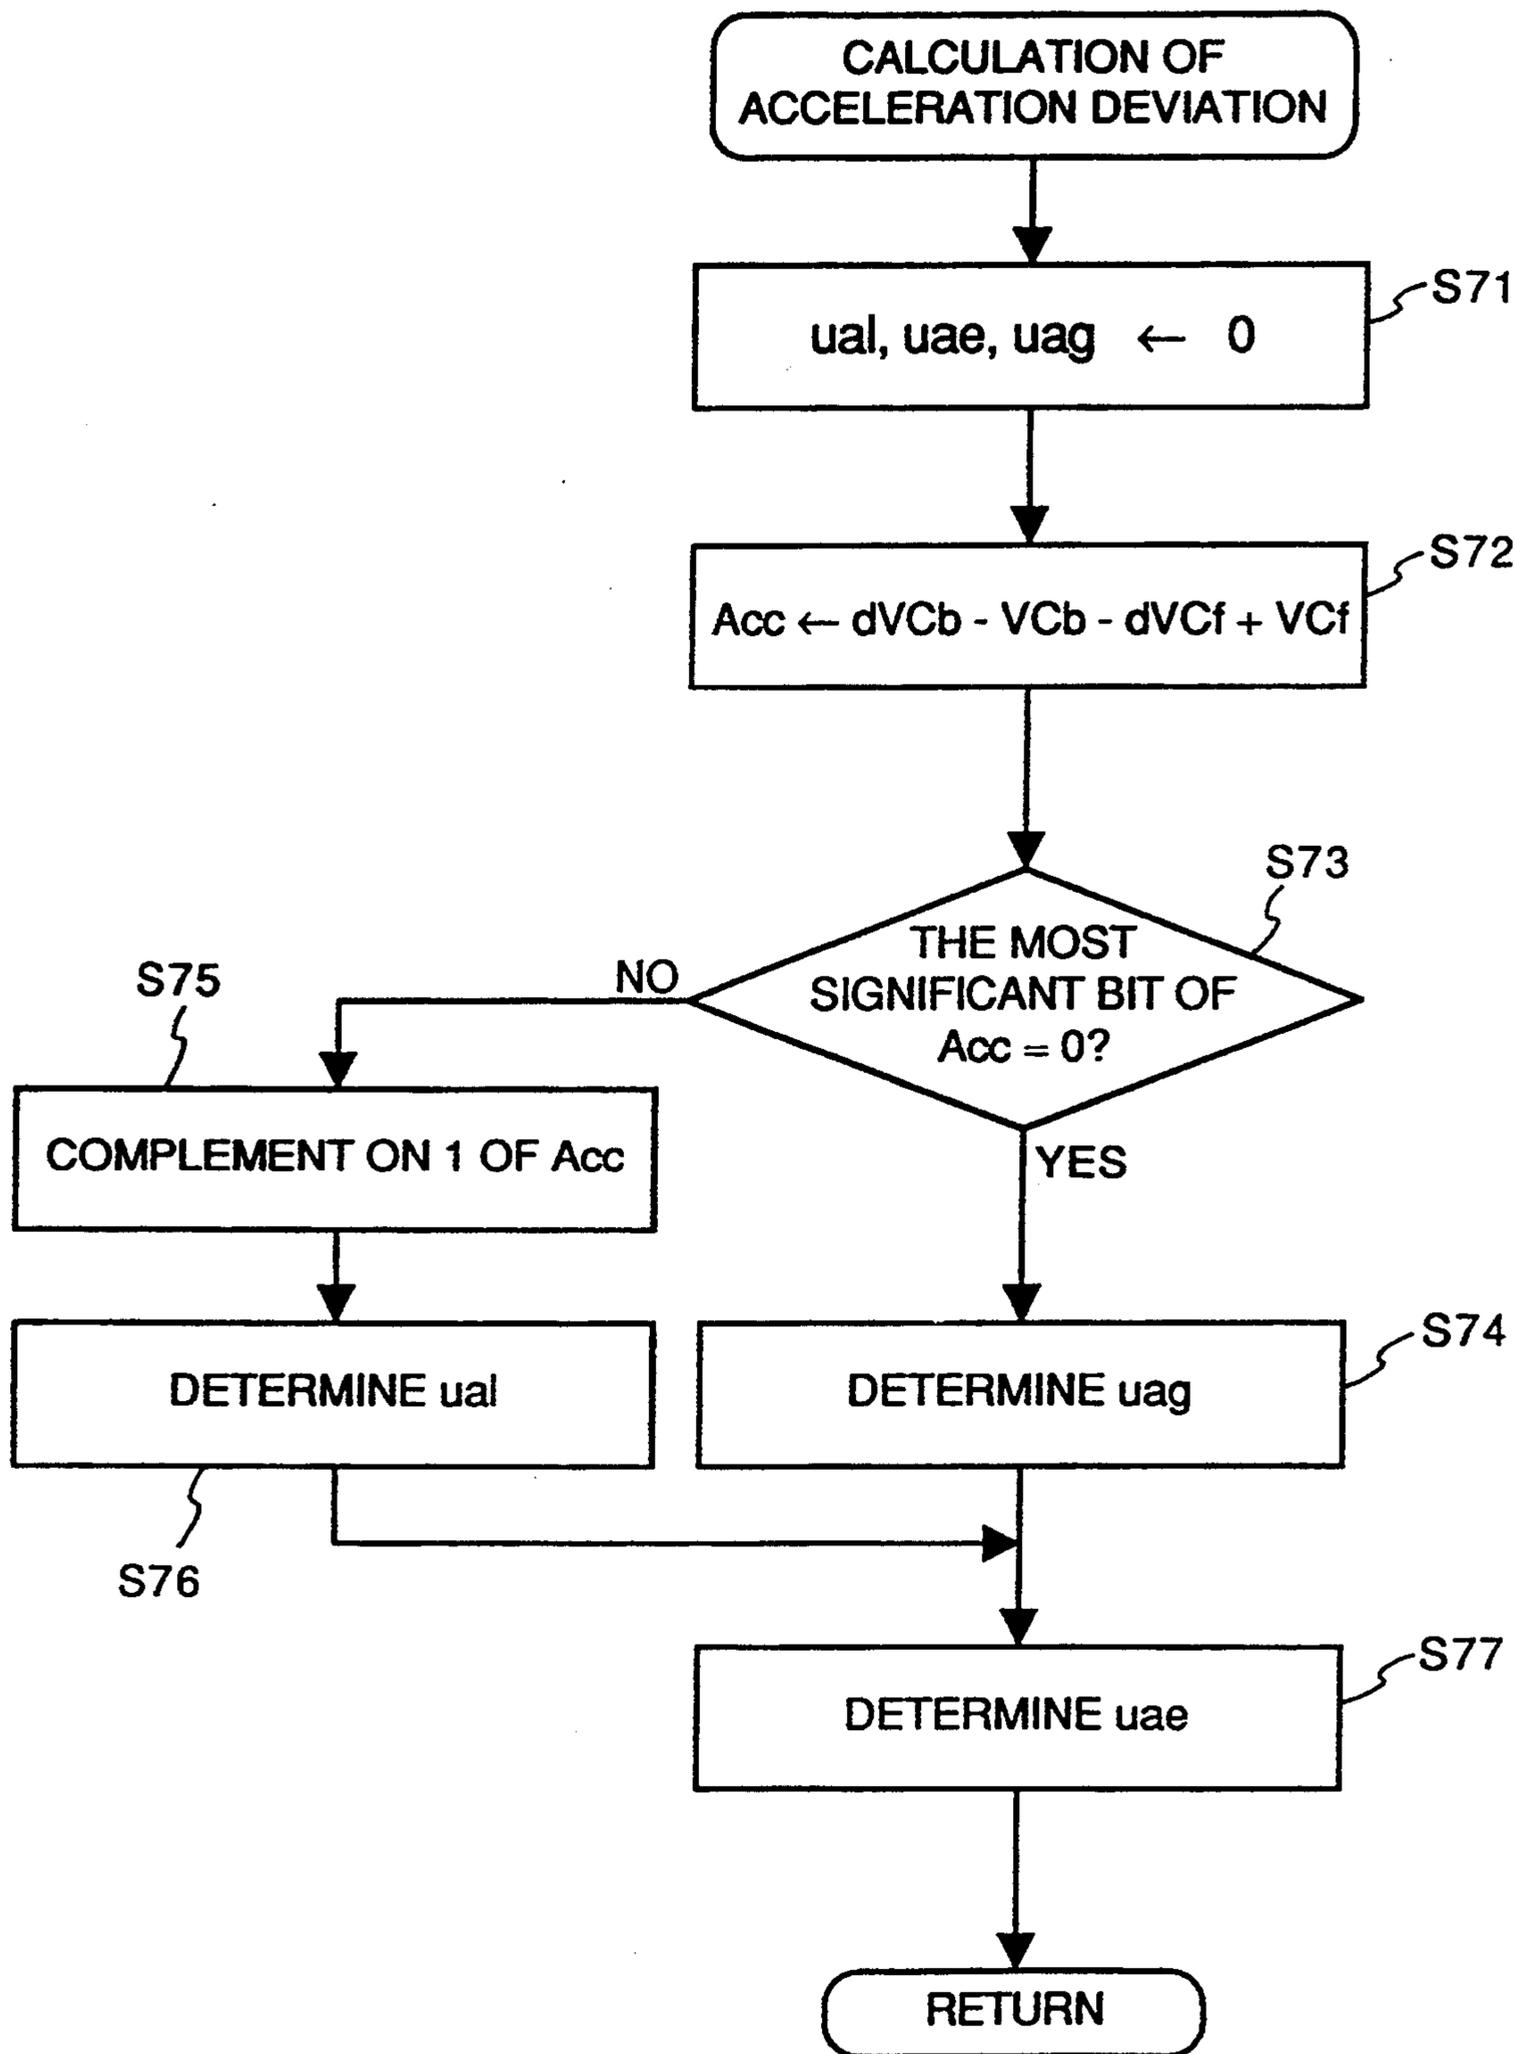 CALCULATION OF
ACCELERATION DEVIATION
S71
ual, uae, uag ← 0
S72
Acc ← dVCb - VCb - dVCf + VCf
S73
THE MOST
SIGNIFICANT BIT OF
Acc = 0?
NO
YES
S75
COMPLEMENT ON 1 OF Acc
DETERMINE ual
S76
S74
DETERMINE uag
S77
DETERMINE uae
RETURN